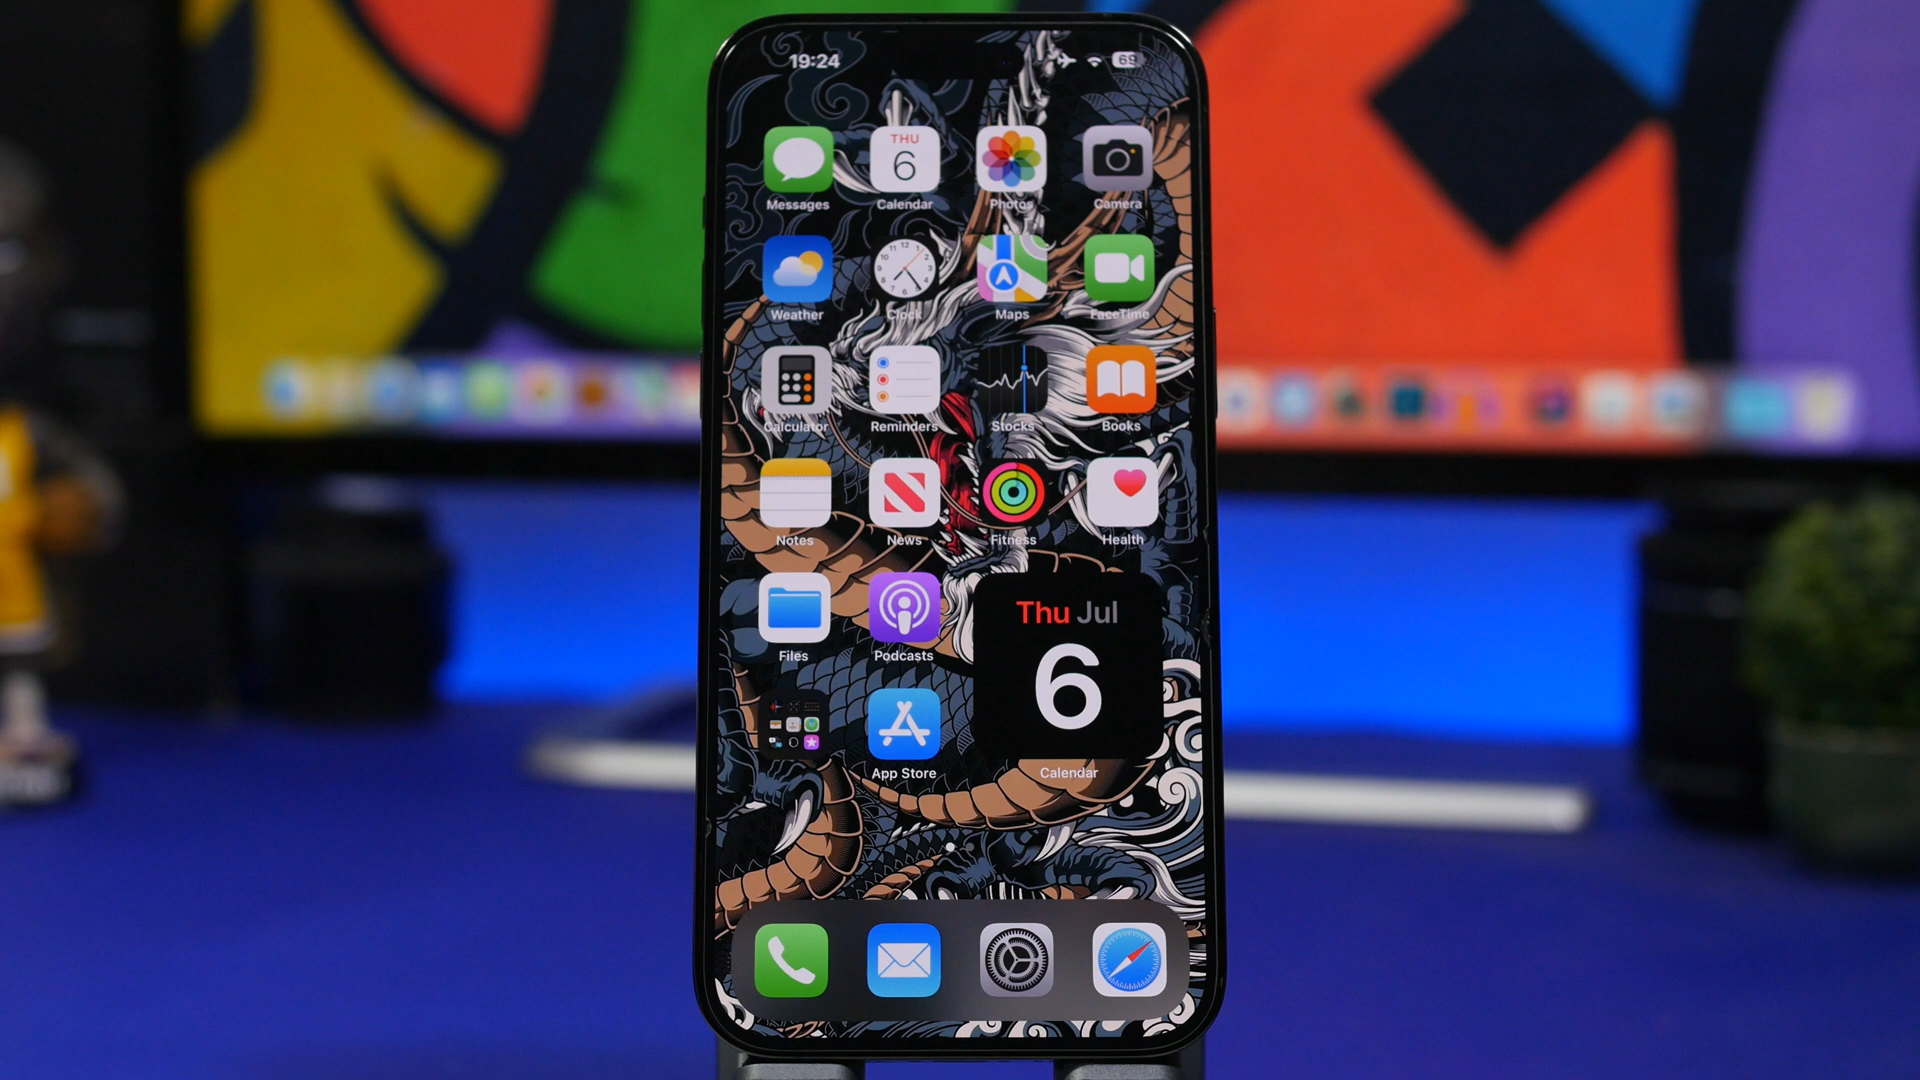 19:24
69
THU
6
Messages
Calendar
Photos
Camera
Weather
Clock
Maps
FaceTime
Calculator
Reminders
Stocks
Books
Notes
News
Fitness
Health
Files
Podcasts
Thu Jul
6
App Store
Calendar